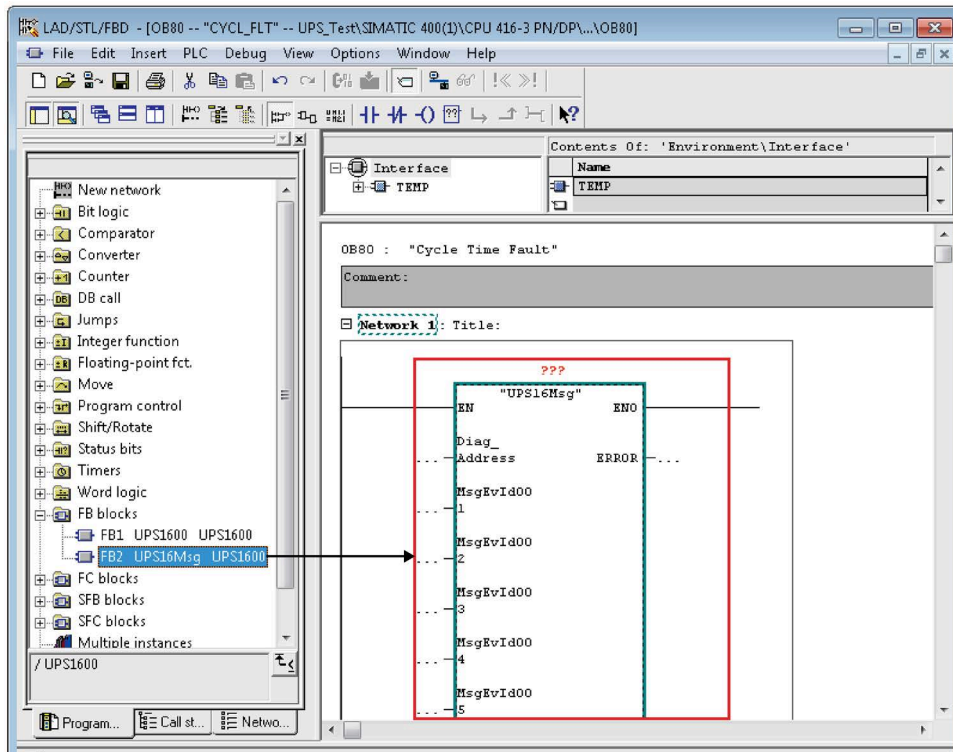 LAD/STL/FBD - [OB80 -- "CYCL_FLT" -- UPS_Test\SIMATIC 400(1)\CPU 416-3 PN/DP\...\OB80]
File Edit Insert PLC Debug View Options Window Help
New network
Bit logic
Comparator
Converter
Counter
DB call
Jumps
Integer function
Floating-point fct.
Move
Program control
Shift/Rotate
Status bits
Timers
Word logic
FB blocks
FB1 UPS1600 UPS1600
FB2 UPS16Msg UPS1600
FC blocks
SFB blocks
SFC blocks
Multiple instances
/ UPS1600
Program... Call st... Netwo...
Interface
TEMP
Contents Of: 'Environment\Interface'
Name
TEMP
OB80 : "Cycle Time Fault"
Comment:
Network 1: Title:
???
"UPS16Msg"
EN ENO
Diag_
... Address ERROR ...
MsgEvId00
... 1
MsgEvId00
... 2
MsgEvId00
... 3
MsgEvId00
... 4
MsgEvId00
... 5